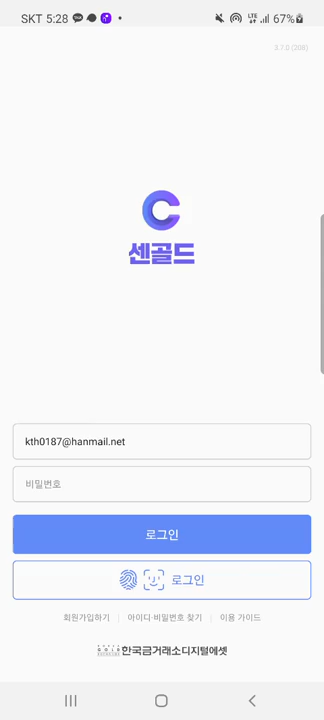 SKT 5:28
LTE
67%
3.7.0 (208)
센골드
kth0187@hanmail.net
비밀번호
로그인
로그인
회원가입하기 | 아이디·비밀번호 찾기 | 이용 가이드
한국금거래소디지털에셋